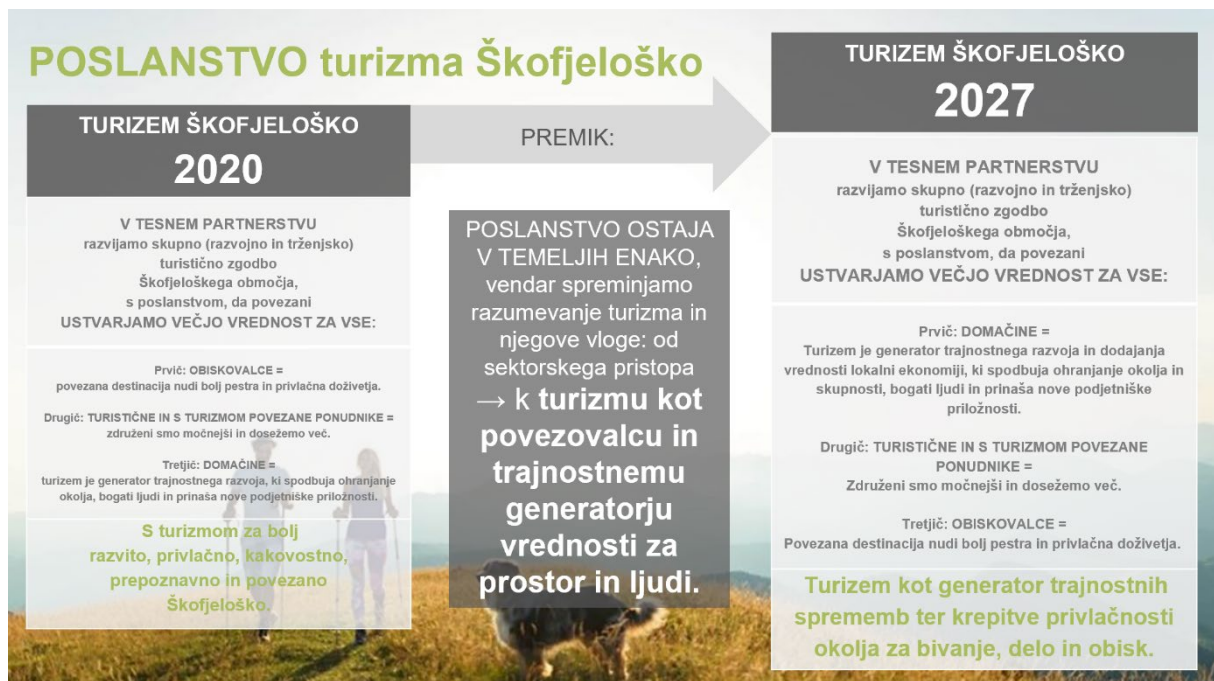 POSLANSTVO turizma Škofjeloško
TURIZEM ŠKOFJELOŠKO
2020
V TESNEM PARTNERSTVU
razvijamo skupno (razvojno in trženjsko)
turistično zgodbo
Škofjeloškega območja,
s poslanstvom, da povezani
USTVARJAMO VEČJO VREDNOST ZA VSE:
Prvič: OBISKOVALCE =
povezana destinacija nudi bolj pestra in privlačna doživetja.
Drugič: TURISTIČNE IN S TURIZMOM POVEZANE PONUDNIKE =
združeni smo močnejši in dosežemo več.
Tretjič: DOMAČINE =
turizem je generator trajnostnega razvoja, ki spodbuja ohranjanje
okolja, bogati ljudi in prinaša nove podjetniške priložnosti.
S turizmom za bolj
razvito, privlačno, kakovostno,
prepoznavno in povezano
Škofjeloško.
PREMIK:
POSLANSTVO OSTAJA
V TEMELJIH ENAKO,
vendar spreminjamo
razumevanje turizma in
njegove vloge: od
sektorskega pristopa
→ k turizmu kot
povezovalcu in
trajnostnemu
generatorju
vrednosti za
prostor in ljudi.
TURIZEM ŠKOFJELOŠKO
2027
V TESNEM PARTNERSTVU
razvijamo skupno (razvojno in trženjsko)
turistično zgodbo
Škofjeloškega območja,
s poslanstvom, da povezani
USTVARJAMO VEČJO VREDNOST ZA VSE:
Prvič: DOMAČINE =
Turizem je generator trajnostnega razvoja in dodajanja
vrednosti lokalni ekonomiji, ki spodbuja ohranjanje okolja in
skupnosti, bogati ljudi in prinaša nove podjetniške
priložnosti.
Drugič: TURISTIČNE IN S TURIZMOM POVEZANE
PONUDNIKE =
Združeni smo močnejši in dosežemo več.
Tretjič: OBISKOVALCE =
Povezana destinacija nudi bolj pestra in privlačna doživetja.
Turizem kot generator trajnostnih
sprememb ter krepitve privlačnosti
okolja za bivanje, delo in obisk.